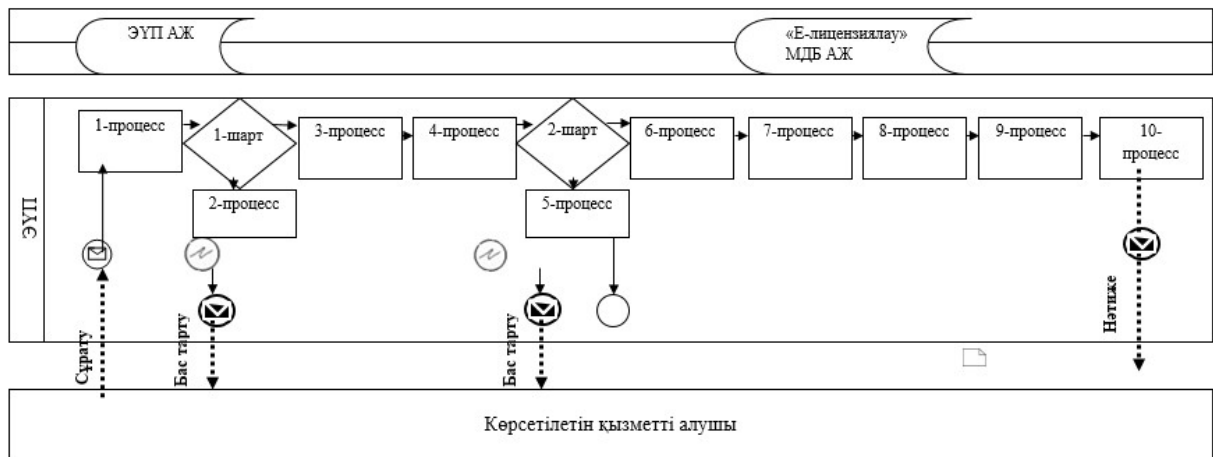 ЭҮП АЖ
«Е-лицензиялау»
МДБ АЖ
ЭҮП
1-процесс
1-шарт
3-процесс
4-процесс
2-шарт
6-процесс
7-процесс
8-процесс
9-процесс
10-
процесс
2-процесс
5-процесс
Сұрату
Бас тарту
Бас тарту
Нәтиже
Көрсетілетін қызметті алушы